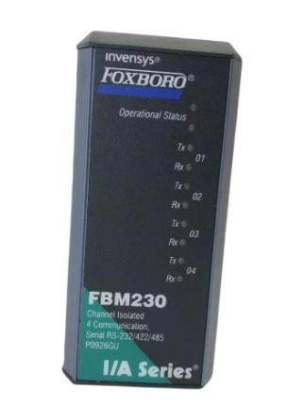 invensys®
FOXBORO®
Operational Status
Tx
01
Rx
Tx
02
Rx
Tx
03
Rx
Tx
04
Rx
FBM230
Channel Isolated
4 Communication,
Serial RS-232/422/485
P0926GU
I/A Series®